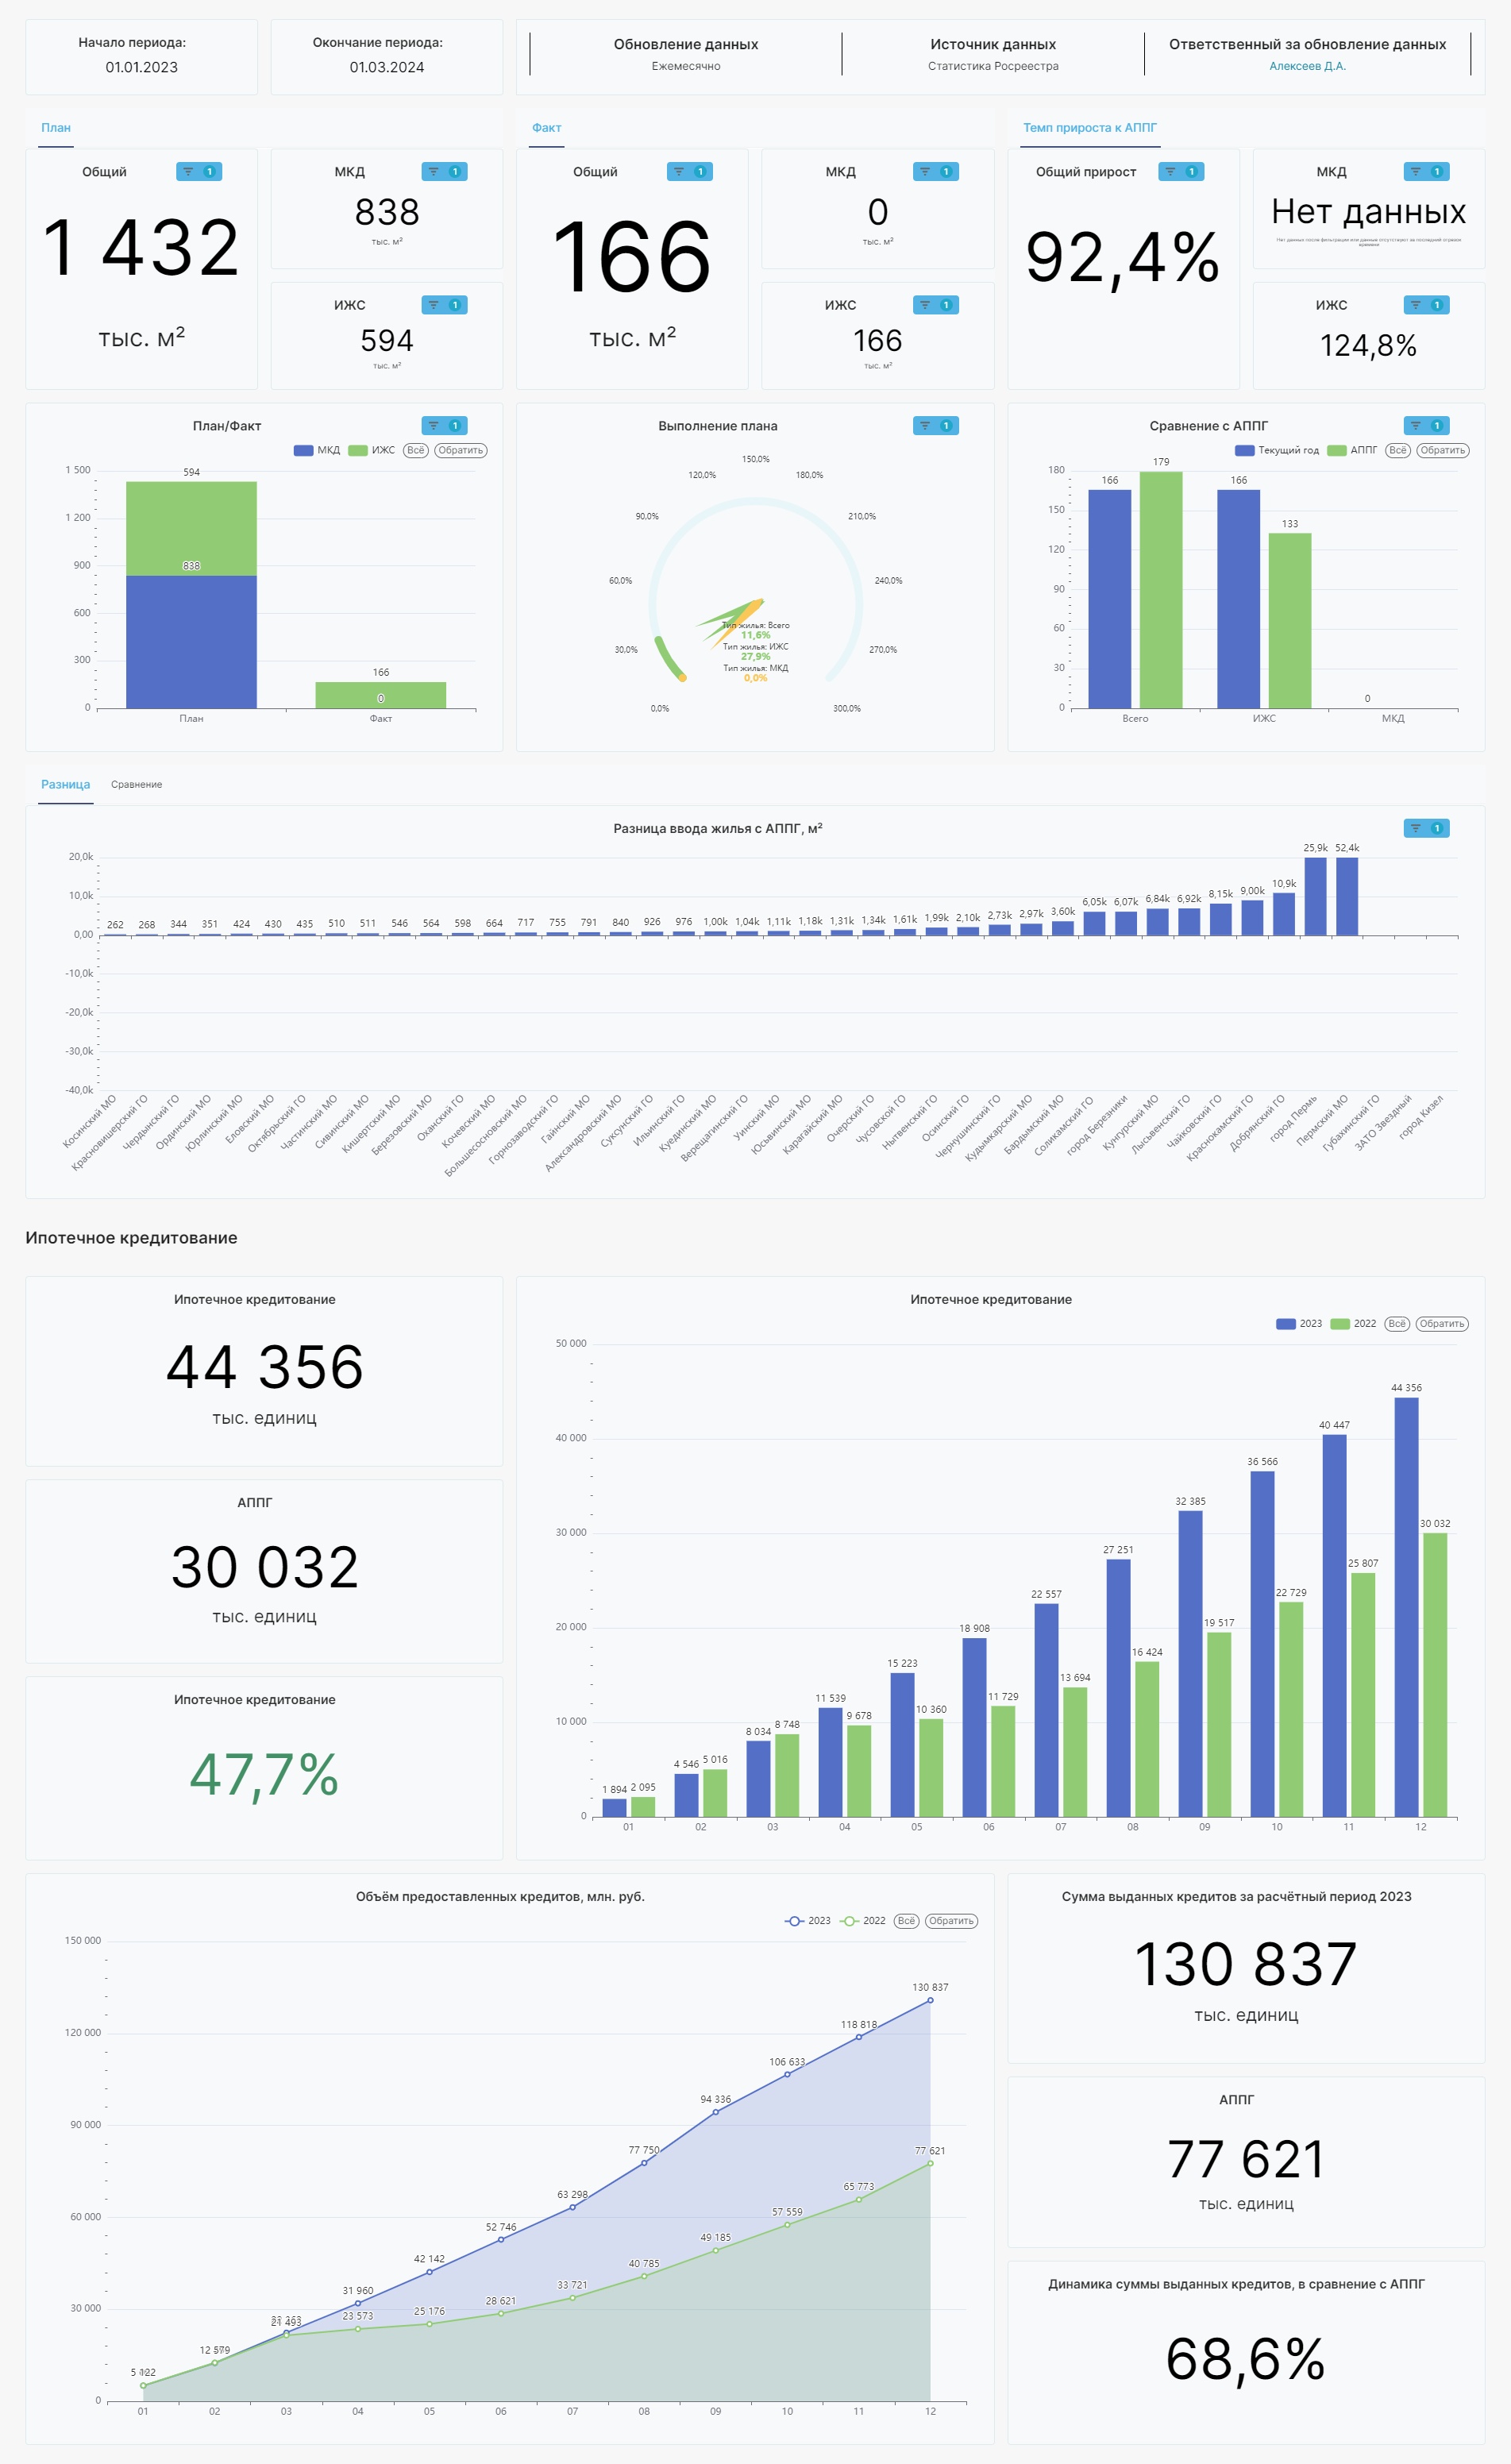 Начало периода:
01.01.2023
Окончание периода:
01.03.2024
Обновление данных
Ежемесячно
Источник данных
Статистика Росреестра
Ответственный за обновление данных
Алексеев Д.А.
План
Факт
Темп прироста к АППГ
Общий 1
1 432
тыс. м²
МКД 1
838
тыс. м²
ИЖС 1
594
тыс. м²
Общий 1
166
тыс. м²
МКД 1
0
тыс. м²
ИЖС 1
166
тыс. м²
Общий прирост 1
92,4%
МКД 1
Нет данных
Нет данных после фильтрации или данные отсутствуют за последний отрезок
времени
ИЖС 1
124,8%
План/Факт 1
МКД ИЖС Всё Обратить
1 500
1 200
900
600
300
0
594
838
166
0
План Факт
Выполнение плана 1
150,0%
120,0% 180,0%
90,0% 210,0%
60,0% 240,0%
30,0% 270,0%
0,0% 300,0%
Тип жилья: Всего
11,6%
Тип жилья: ИЖС
27,9%
Тип жилья: МКД
0,0%
Сравнение с АППГ 1
Текущий год АППГ Всё Обратить
180
150
120
90
60
30
0
166 179 166 133 0
Всего ИЖС МКД
Разница Сравнение
Разница ввода жилья с АППГ, м² 1
20,0k
10,0k
0,00
-10,0k
-20,0k
-30,0k
-40,0k
262 268 344 351 424 430 435 510 511 546 564 598 664 717 755 791 840 926 976 1,00k 1,04k 1,11k 1,18k 1,31k 1,34k 1,61k 1,99k 2,10k 2,73k 2,97k 3,60k 6,05k 6,07k 6,84k 6,92k 8,15k 9,00k 10,9k 25,9k 52,4k
Косинский МО
Красновишерский ГО
Чердынский ГО
Ординский МО
Юрлинский МО
Еловский МО
Октябрьский ГО
Частинский МО
Сивинский МО
Кишертский МО
Березовский МО
Оханский ГО
Кочевский МО
Большесосновский МО
Горнозаводский ГО
Гайнский МО
Александровский МО
Суксунский ГО
Ильинский ГО
Куединский МО
Верещагинский ГО
Уинский МО
Юсьвинский МО
Карагайский МО
Очерский ГО
Чусовской ГО
Нытвенский ГО
Осинский ГО
Чернушинский ГО
Кудымкарский МО
Бардымский МО
Соликамский ГО
город Березники
Кунгурский МО
Лысьвенский ГО
Чайковский ГО
Краснокамский ГО
Добрянский ГО
город Пермь
Пермский МО
Губахинский ГО
ЗАТО Звездный
город Кизел
Ипотечное кредитование
Ипотечное кредитование
44 356
тыс. единиц
АППГ
30 032
тыс. единиц
Ипотечное кредитование
47,7%
Ипотечное кредитование
2023 2022 Всё Обратить
50 000
40 000
30 000
20 000
10 000
0
1 894 2 095 4 546 5 016 8 034 8 748 11 539 9 678 15 223 10 360 18 908 11 729 22 557 13 694 27 251 16 424 32 385 19 517 36 566 22 729 40 447 25 807 44 356 30 032
01 02 03 04 05 06 07 08 09 10 11 12
Объём предоставленных кредитов, млн. руб.
2023 2022 Всё Обратить
150 000
120 000
90 000
60 000
30 000
0
31 960 42 142 52 746 63 298 77 750 94 336 106 633 118 818 130 837
21 493 23 573 25 176 28 621 33 721 40 785 49 185 57 559 65 773 77 621
01 02 03 04 05 06 07 08 09 10 11 12
Сумма выданных кредитов за расчётный период 2023
130 837
тыс. единиц
АППГ
77 621
тыс. единиц
Динамика суммы выданных кредитов, в сравнение с АППГ
68,6%